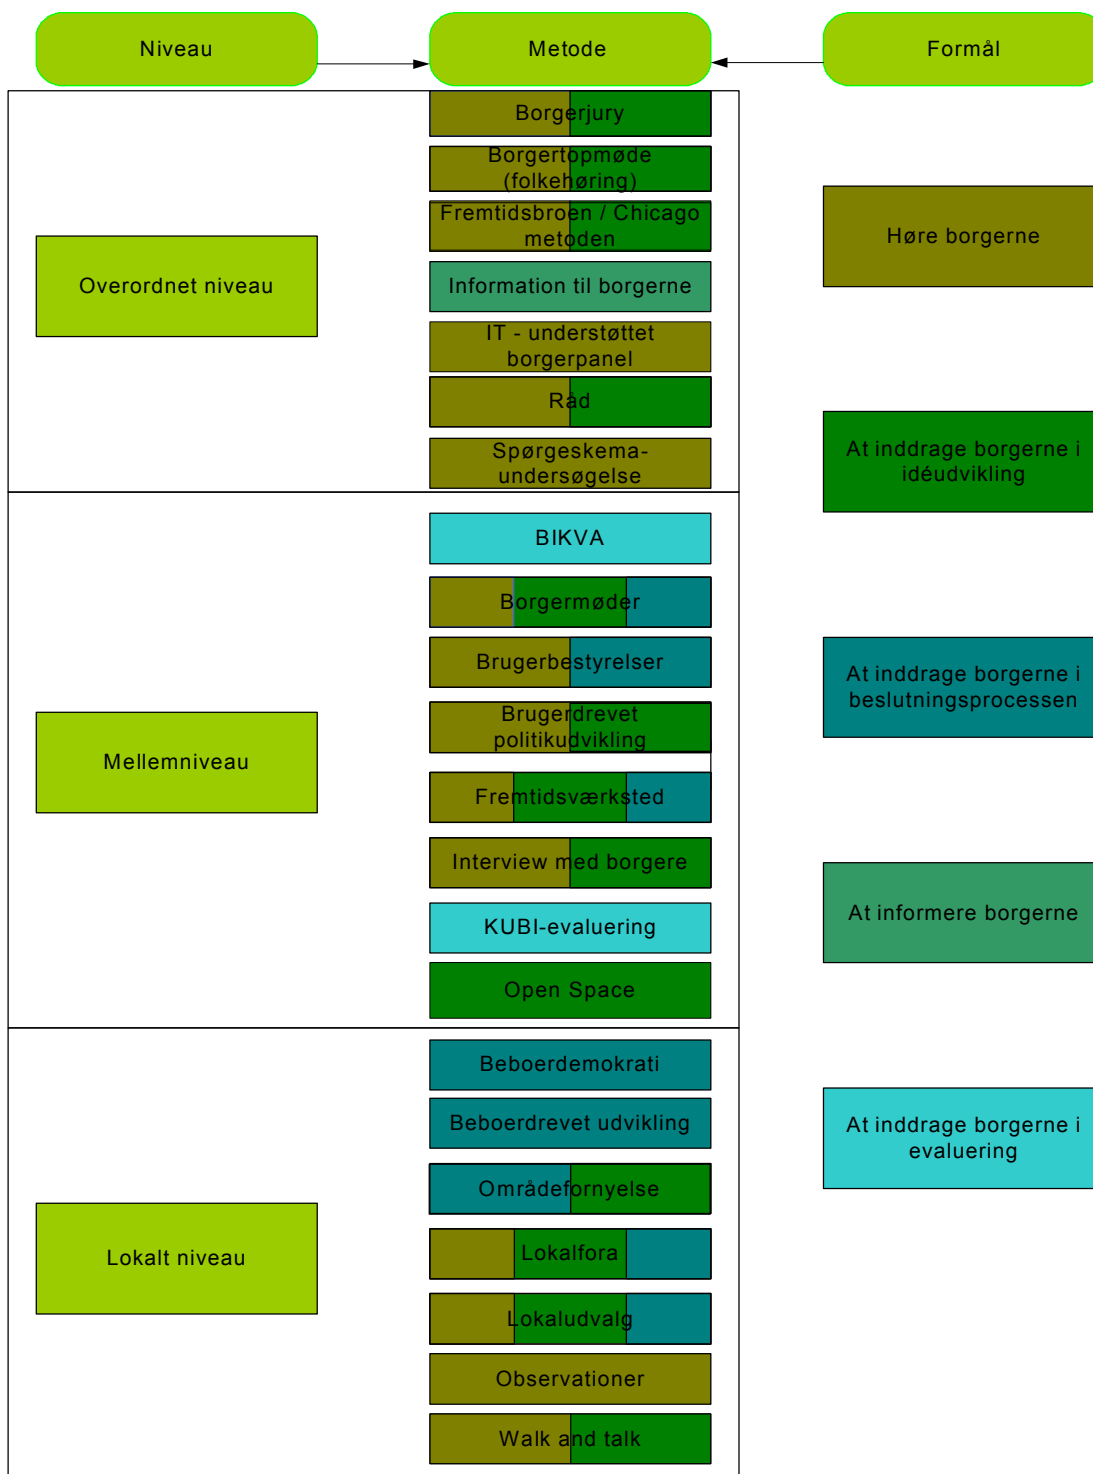 Niveau
Metode
Formål
Overordnet niveau
Borgerjury
Borgertopmøde
(folkehøring)
Fremtidsbroen / Chicago
metoden
Information til borgerne
IT - understøttet
borgerpanel
Råd
Spørgeskema-
undersøgelse
Mellemniveau
BIKVA
Borgermøder
Brugerbestyrelser
Brugerdrevet
politikudvikling
Fremtidsværksted
Interview med borgere
KUBI-evaluering
Open Space
Lokalt niveau
Beboerdemokrati
Beboerdrevet udvikling
Områdefornyelse
Lokalfora
Lokaludvalg
Observationer
Walk and talk
Høre borgerne
At inddrage borgerne i
idéudvikling
At inddrage borgerne i
beslutningsprocessen
At informere borgerne
At inddrage borgerne i
evaluering